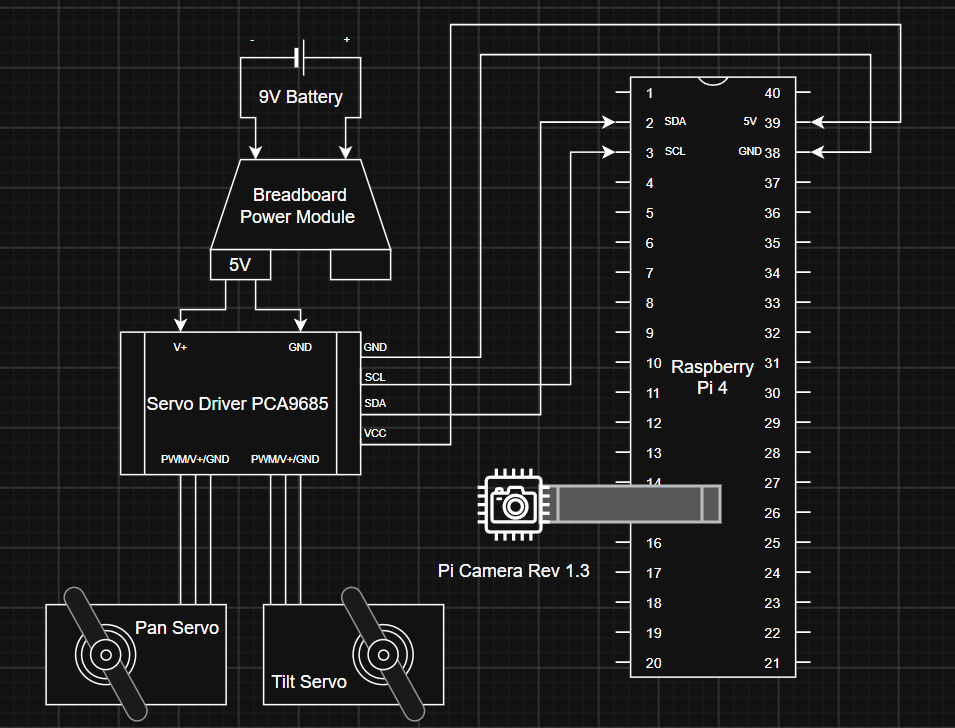 - +
9V Battery
Breadboard
Power Module
5V
V+ GND
Servo Driver PCA9685
PWM/V+/GND PWM/V+/GND
GND
SCL
SDA
VCC
Pan Servo
Tilt Servo
Pi Camera Rev 1.3
Raspberry
Pi 4
1 40
2 SDA 5V 39
3 SCL GND 38
4 37
5 36
6 35
7 34
8 33
9 32
10 31
11 30
12 29
13 28
14 27
26
16 25
17 24
18 23
19 22
20 21